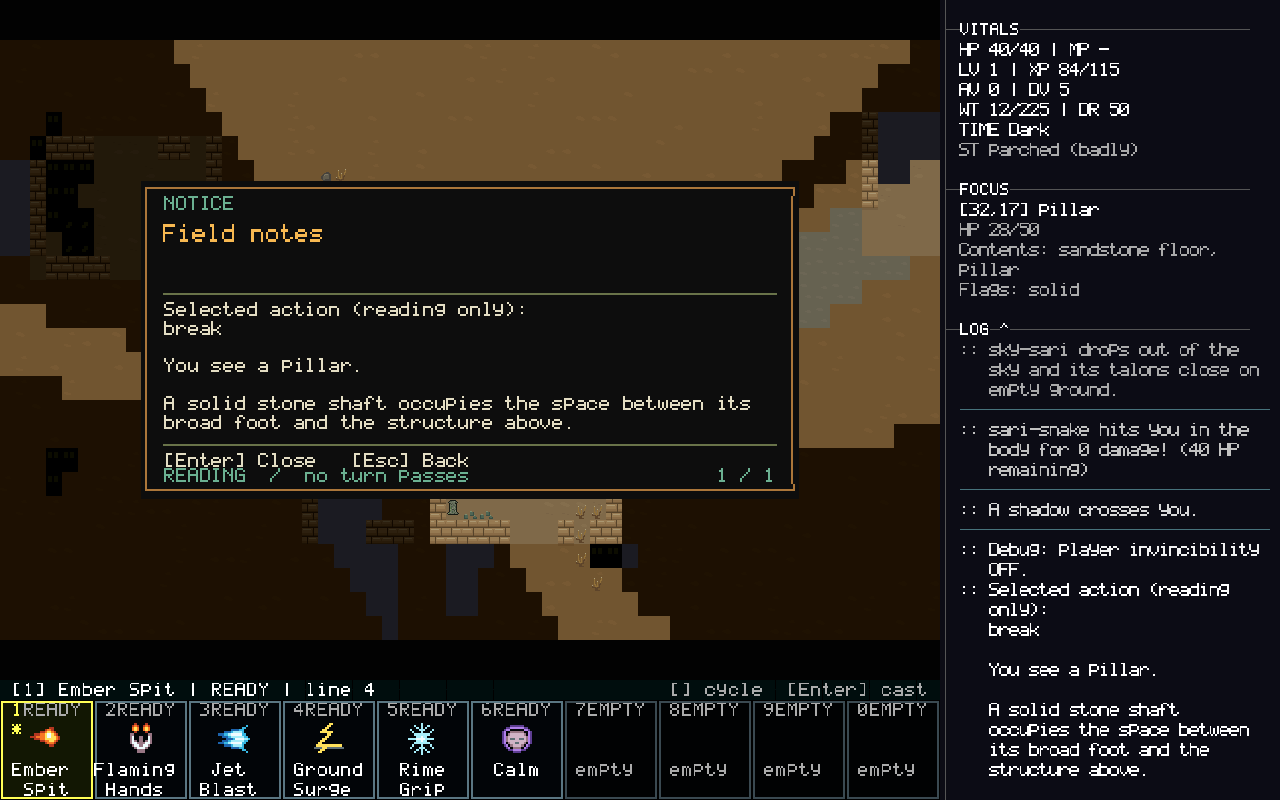 NOTICE
Field notes
Selected action (reading only):
break
You see a Pillar.
A solid stone shaft occupies the space between its
broad foot and the structure above.
[Enter] Close [Esc] Back
READING / no turn passes 1 / 1
VITALS
HP 40/40 | MP -
LV 1 | XP 84/115
AV 0 | DV 5
WT 12/225 | DR 50
TIME Dark
ST Parched (badly)
FOCUS
[32,17] Pillar
HP 28/50
Contents: sandstone floor,
Pillar
Flags: solid
LOG ^
:: sky-sari drops out of the
sky and its talons close on
empty ground.
:: sari-snake hits you in the
body for 0 damage! (40 HP
remaining)
:: A shadow crosses you.
:: Debug: Player invincibility
OFF.
:: Selected action (reading
only):
break
You see a Pillar.
A solid stone shaft
occupies the space between
its broad foot and the
structure above.
[1] Ember Spit | READY | line 4 [] cycle [Enter] cast
1READY 2READY 3READY 4READY 5READY 6READY 7EMPTY 8EMPTY 9EMPTY 0EMPTY
*
Ember Flaming Jet Ground Rime Calm empty empty empty empty
Spit Hands Blast Surge Grip